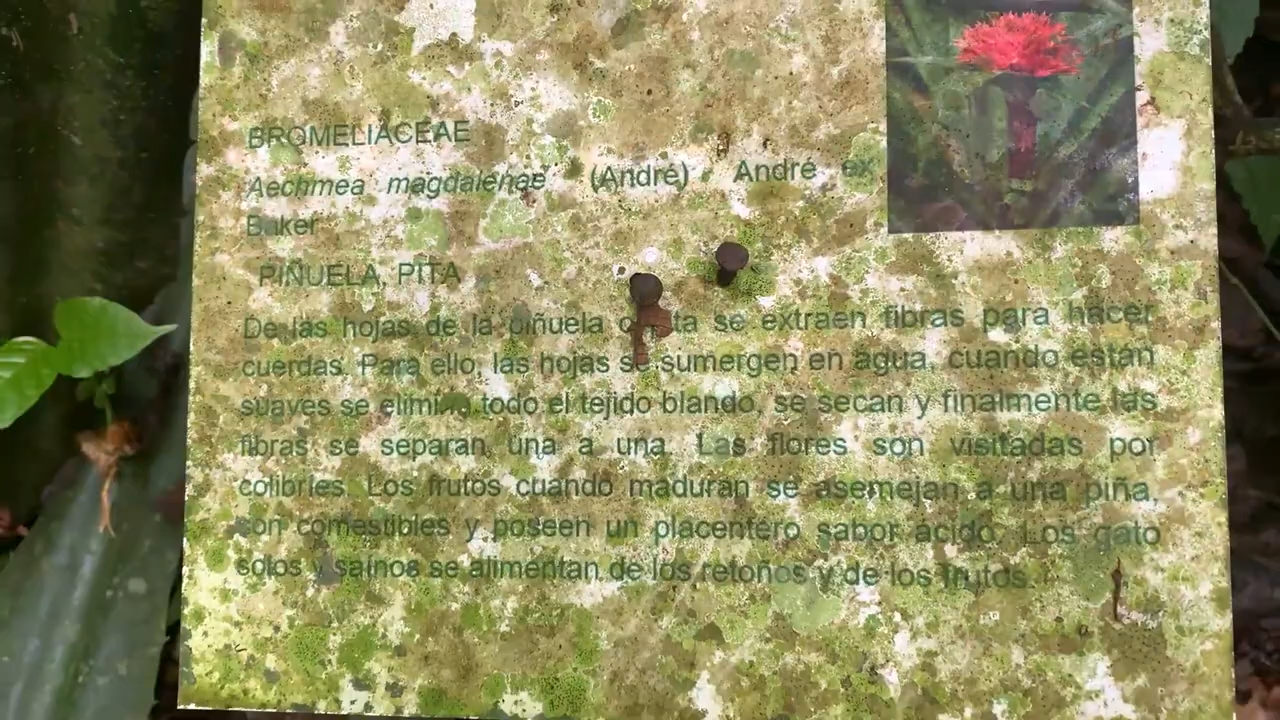 BROMELIACEAE
Aechmea magdalenae (André) André ex
Baker
PIÑUELA, PITA
De las hojas de la piñuela o pita se extraen fibras para hacer
cuerdas. Para ello, las hojas se sumergen en agua, cuando están
suaves se elimina todo el tejido blando, se secan y finalmente las
fibras se separan una a una. Las flores son visitadas por
colibríes. Los frutos cuando maduran se asemejan a una piña,
son comestibles y poseen un placentero sabor ácido. Los gato
solos y saínos se alimentan de los retoños y de los frutos.